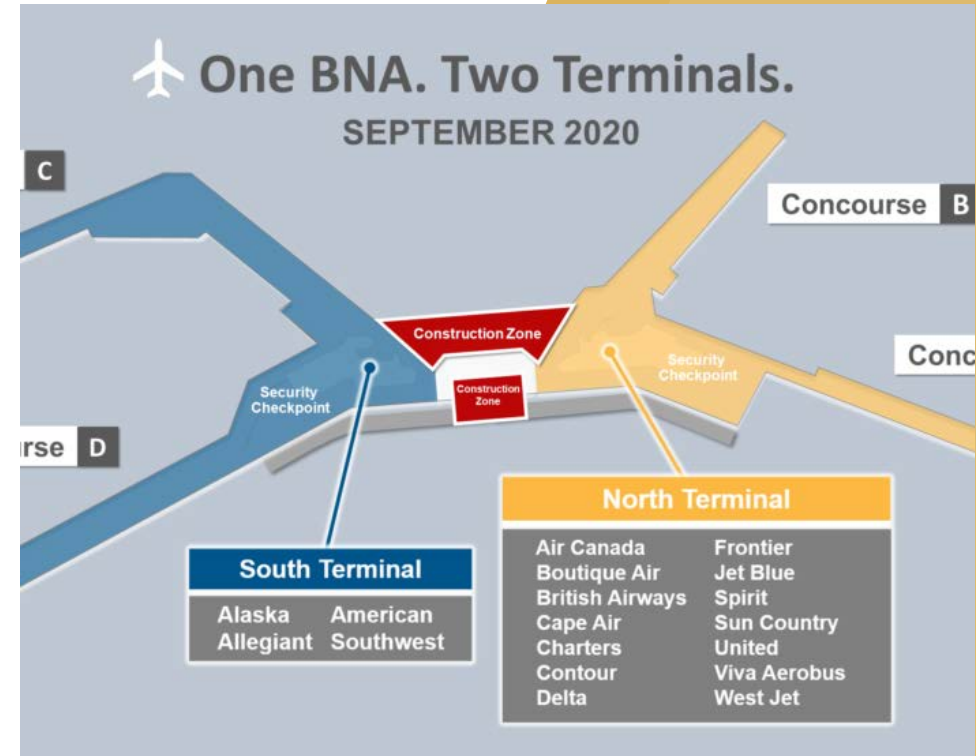 One BNA. Two Terminals.
SEPTEMBER 2020
C
Concourse B
Construction Zone
Conc
Security
Checkpoint
Construction
Zone
Security
Checkpoint
rse D
North Terminal
Air Canada Frontier
Boutique Air Jet Blue
British Airways Spirit
Cape Air Sun Country
Charters United
Contour Viva Aerobus
Delta West Jet
South Terminal
Alaska American
Allegiant Southwest